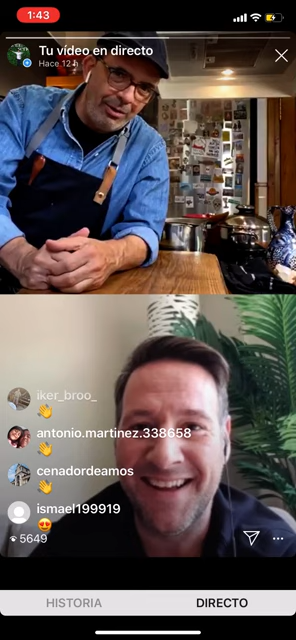 1:43
Tu vídeo en directo
Hace 12 h
iker_broo_
antonio.martinez.338658
cenadordeamos
ismael199919
5649
HISTORIA
DIRECTO